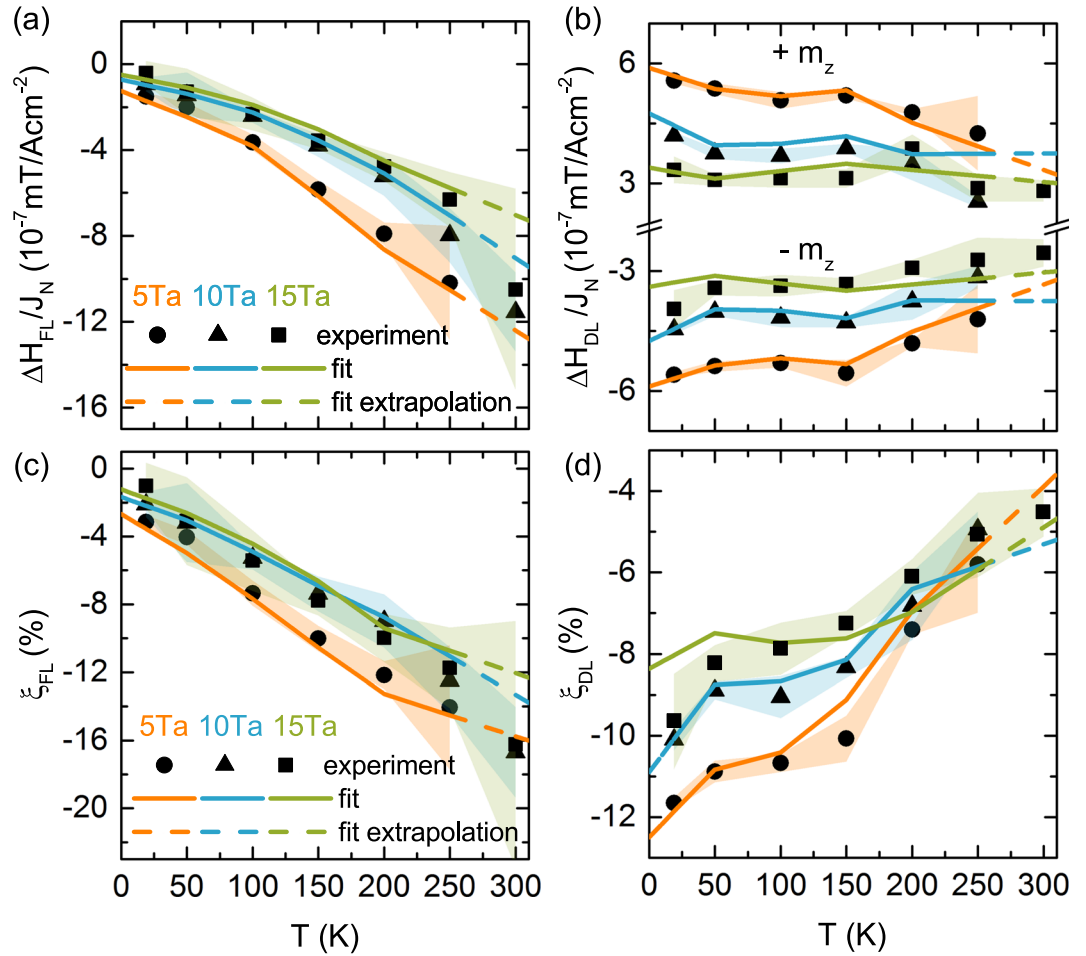 (a)
0
-4
-8
-12
-16
ΔH_FL/J_N (10^-7 mT/Acm^-2)
5Ta 10Ta 15Ta
experiment
fit
fit extrapolation
(b)
6
3
-3
-6
ΔH_DL/J_N (10^-7 mT/Acm^-2)
+ m_z
- m_z
(c)
0
-4
-8
-12
-16
-20
ξ_FL (%)
5Ta 10Ta 15Ta
experiment
fit
fit extrapolation
0 50 100 150 200 250 300
T (K)
(d)
-4
-6
-8
-10
-12
ξ_DL (%)
0 50 100 150 200 250 300
T (K)